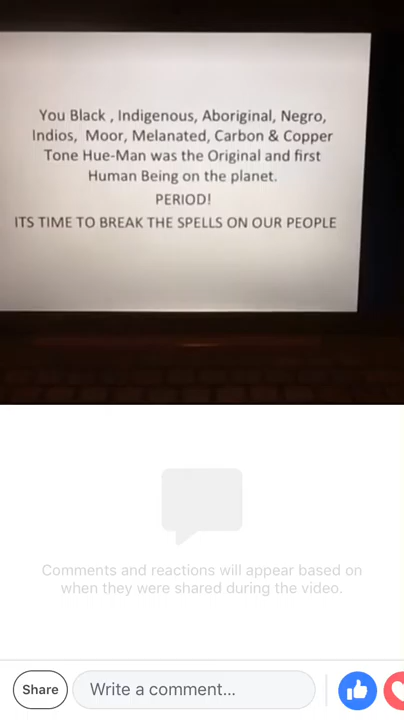 You Black , Indigenous, Aboriginal, Negro,
Indios, Moor, Melanated, Carbon & Copper
Tone Hue-Man was the Original and first
Human Being on the planet.
PERIOD!
ITS TIME TO BREAK THE SPELLS ON OUR PEOPLE
Comments and reactions will appear based on
when they were shared during the video.
Share
Write a comment...